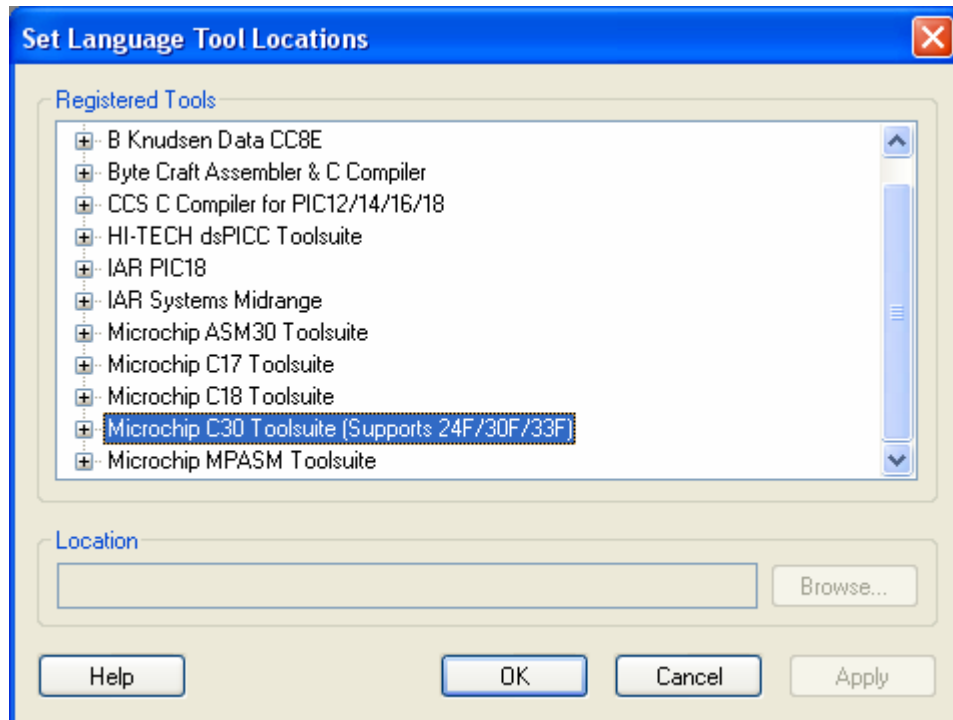 Set Language Tool Locations
Registered Tools
B Knudsen Data CC8E
Byte Craft Assembler & C Compiler
CCS C Compiler for PIC12/14/16/18
HI-TECH dsPICC Toolsuite
IAR PIC18
IAR Systems Midrange
Microchip ASM30 Toolsuite
Microchip C17 Toolsuite
Microchip C18 Toolsuite
Microchip C30 Toolsuite (Supports 24F/30F/33F)
Microchip MPASM Toolsuite
Location
Browse...
Help OK Cancel Apply